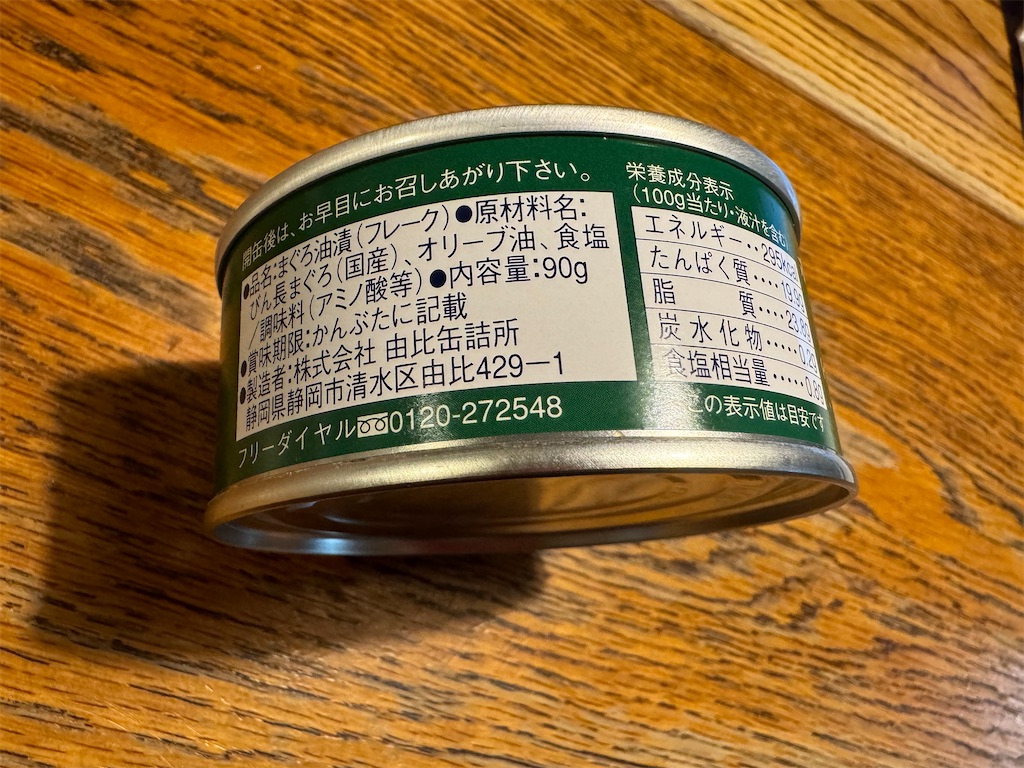 開缶後は、お早目にお召しあがり下さい。
●品名:まぐろ油漬(フレーク)●原材料名:
びん長まぐろ(国産)、オリーブ油、食塩
/調味料(アミノ酸等)●内容量:90g
●賞味期限:かんぶたに記載
●製造者:株式会社 由比缶詰所
静岡県静岡市清水区由比429-1
フリーダイヤル 0120-272548
栄養成分表示
(100g当たり・液汁を含む)
エネルギー‥295kcal
たんぱく質‥‥19.9g
脂質‥‥23.8g
炭水化物‥‥0.2g
食塩相当量‥‥‥0.8g
この表示値は目安です